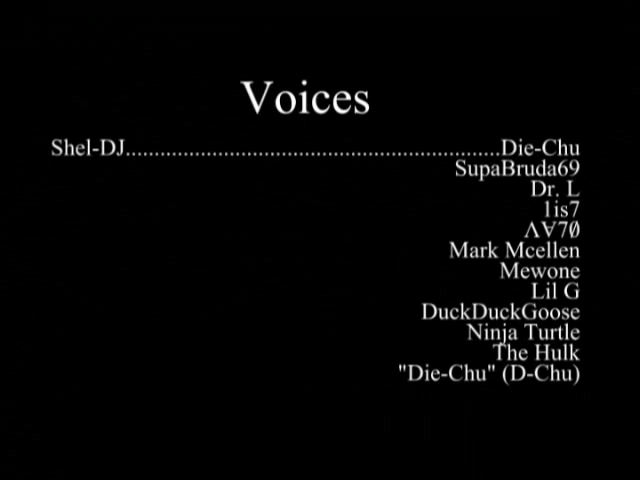 Voices
Shel-DJ................................................................Die-Chu
SupaBruda69
Dr. L
1is7
Λ∀70̸
Mark Mcellen
Mewone
Lil G
DuckDuckGoose
Ninja Turtle
The Hulk
"Die-Chu" (D-Chu)